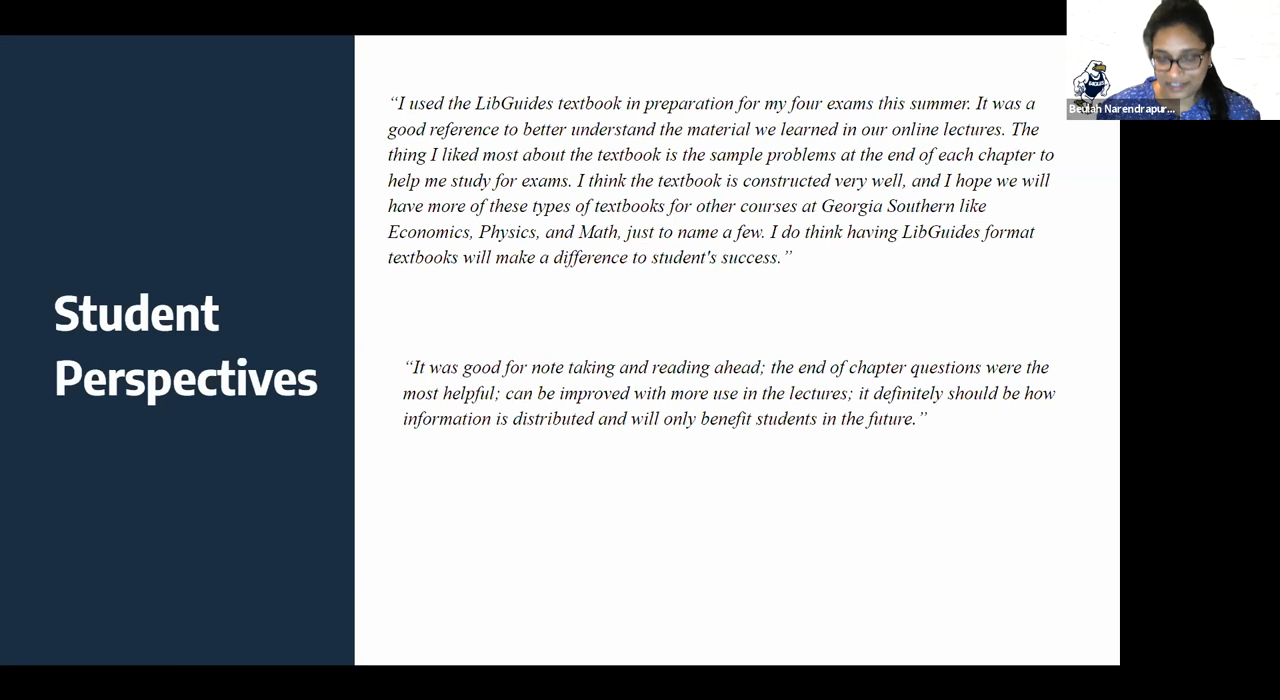 Student
Perspectives
“I used the LibGuides textbook in preparation for my four exams this summer. It was a
good reference to better understand the material we learned in our online lectures. The
thing I liked most about the textbook is the sample problems at the end of each chapter to
help me study for exams. I think the textbook is constructed very well, and I hope we will
have more of these types of textbooks for other courses at Georgia Southern like
Economics, Physics, and Math, just to name a few. I do think having LibGuides format
textbooks will make a difference to student's success.”
“It was good for note taking and reading ahead; the end of chapter questions were the
most helpful; can be improved with more use in the lectures; it definitely should be how
information is distributed and will only benefit students in the future.”
Beulah Narendrapur...